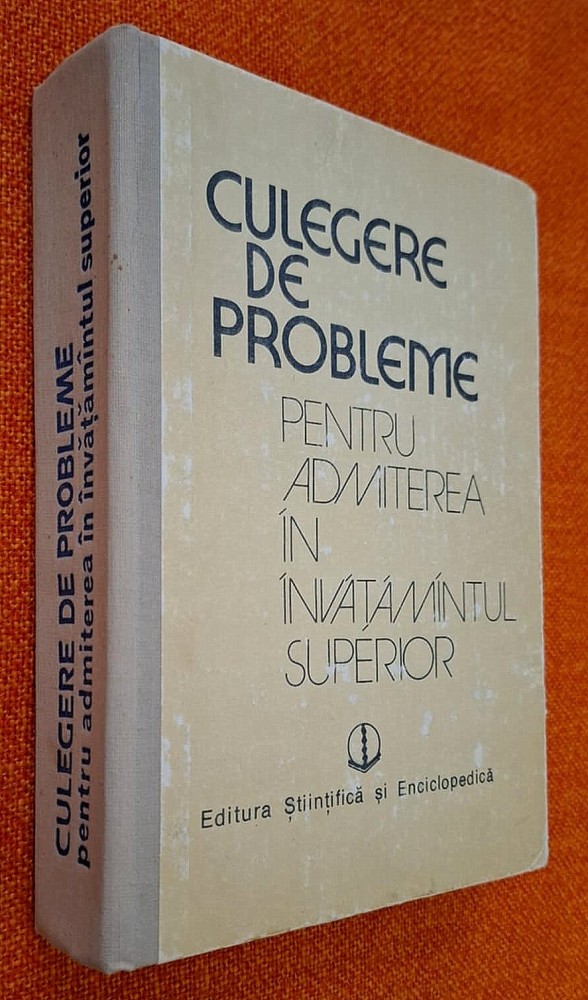 CULEGERE DE PROBLEME
pentru admiterea în învățămîntul superior
CULEGERE
DE
PROBLEME
PENTRU
ADMITEREA
ÎN
ÎNVĂȚĂMÎNTUL
SUPERIOR
Editura Științifică și Enciclopedică